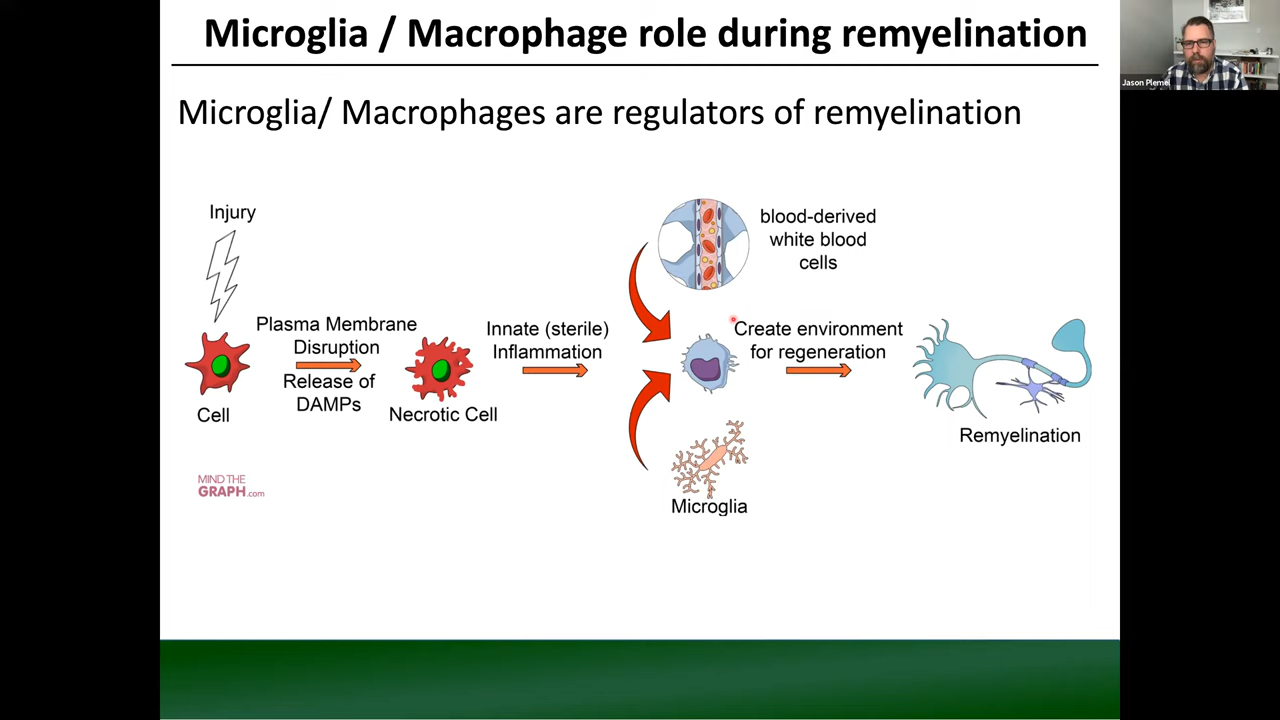 Microglia / Macrophage role during remyelination
Jason Plemel
Microglia/ Macrophages are regulators of remyelination
Injury
blood-derived
white blood
cells
Plasma Membrane
Disruption
Release of
DAMPs
Cell
Necrotic Cell
Innate (sterile)
Inflammation
Create environment
for regeneration
Remyelination
Microglia
MIND THE
GRAPH.com